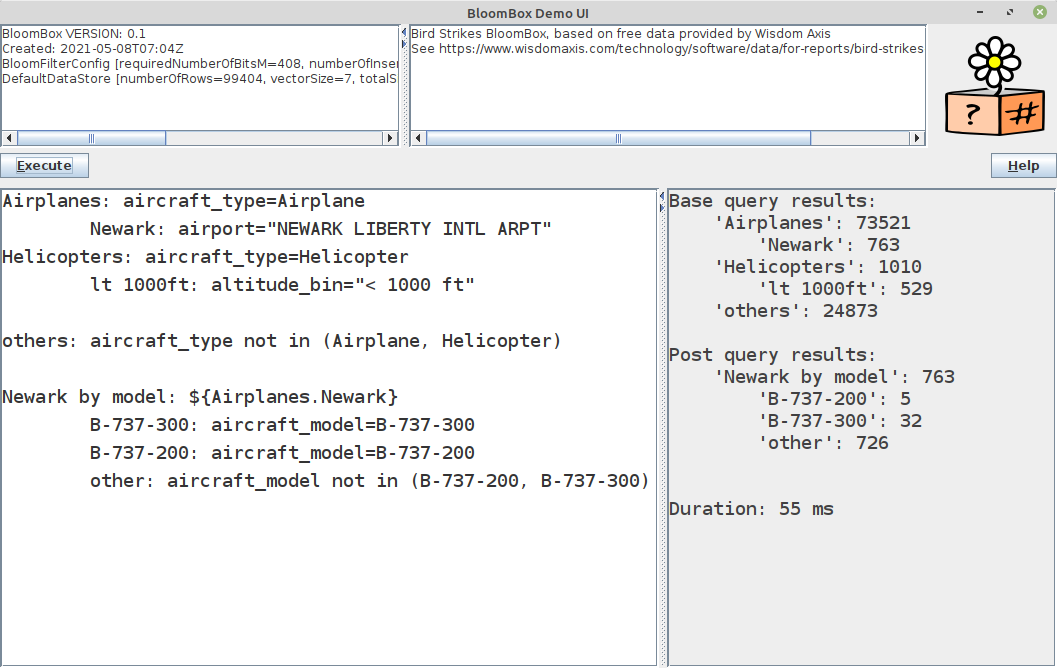 BloomBox Demo UI
BloomBox VERSION: 0.1
Created: 2021-05-08T07:04Z
BloomFilterConfig [requiredNumberOfBitsM=408, numberOfInser
DefaultDataStore [numberOfRows=99404, vectorSize=7, totalS
Bird Strikes BloomBox, based on free data provided by Wisdom Axis
See https://www.wisdomaxis.com/technology/software/data/for-reports/bird-strikes
? #
Execute
Help
Airplanes: aircraft_type=Airplane
Newark: airport="NEWARK LIBERTY INTL ARPT"
Helicopters: aircraft_type=Helicopter
lt 1000ft: altitude_bin="< 1000 ft"
others: aircraft_type not in (Airplane, Helicopter)
Newark by model: ${Airplanes.Newark}
B-737-300: aircraft_model=B-737-300
B-737-200: aircraft_model=B-737-200
other: aircraft_model not in (B-737-200, B-737-300)
Base query results:
'Airplanes': 73521
'Newark': 763
'Helicopters': 1010
'lt 1000ft': 529
'others': 24873
Post query results:
'Newark by model': 763
'B-737-200': 5
'B-737-300': 32
'other': 726
Duration: 55 ms